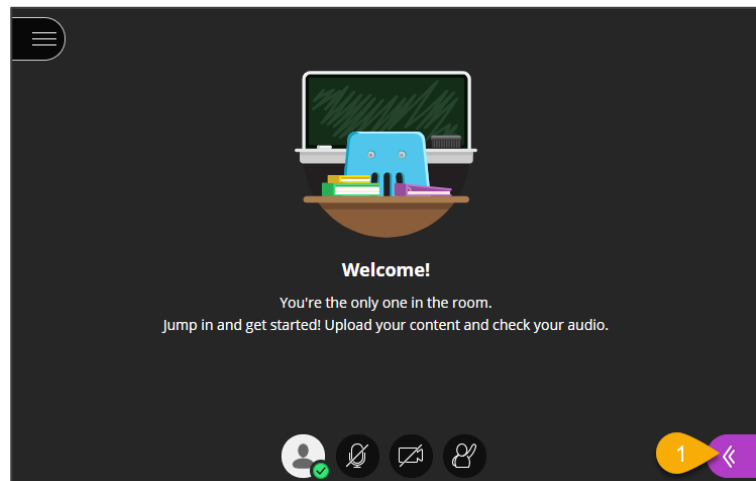 Welcome!
You're the only one in the room.
Jump in and get started! Upload your content and check your audio.
1